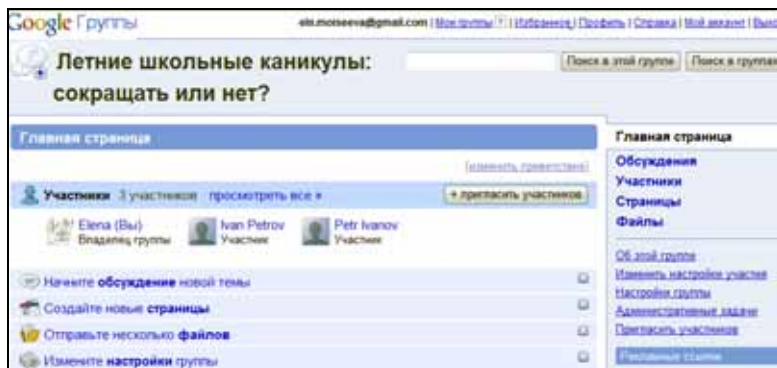 Google Группы
eln.moiseeva@gmail.com | Мои группы | Избранное | Профиль | Справка | Мой аккаунт
Летние школьные каникулы:
сокращать или нет?
Поиск в этой группе
Поиск в группах
Главная страница
[изменить приветствие]
Участники 3 участников просмотреть все »
+ пригласить участников
Elena (Вы)
Владелец группы
Ivan Petrov
Участник
Petr Ivanov
Участник
Начните обсуждение новой темы
Создайте новые страницы
Отправьте несколько файлов
Измените настройки группы
Главная страница
Обсуждения
Участники
Страницы
Файлы
Об этой группе
Изменить настройки участия
Настройки группы
Административные задачи
Пригласить участников
Рекламные ссылки